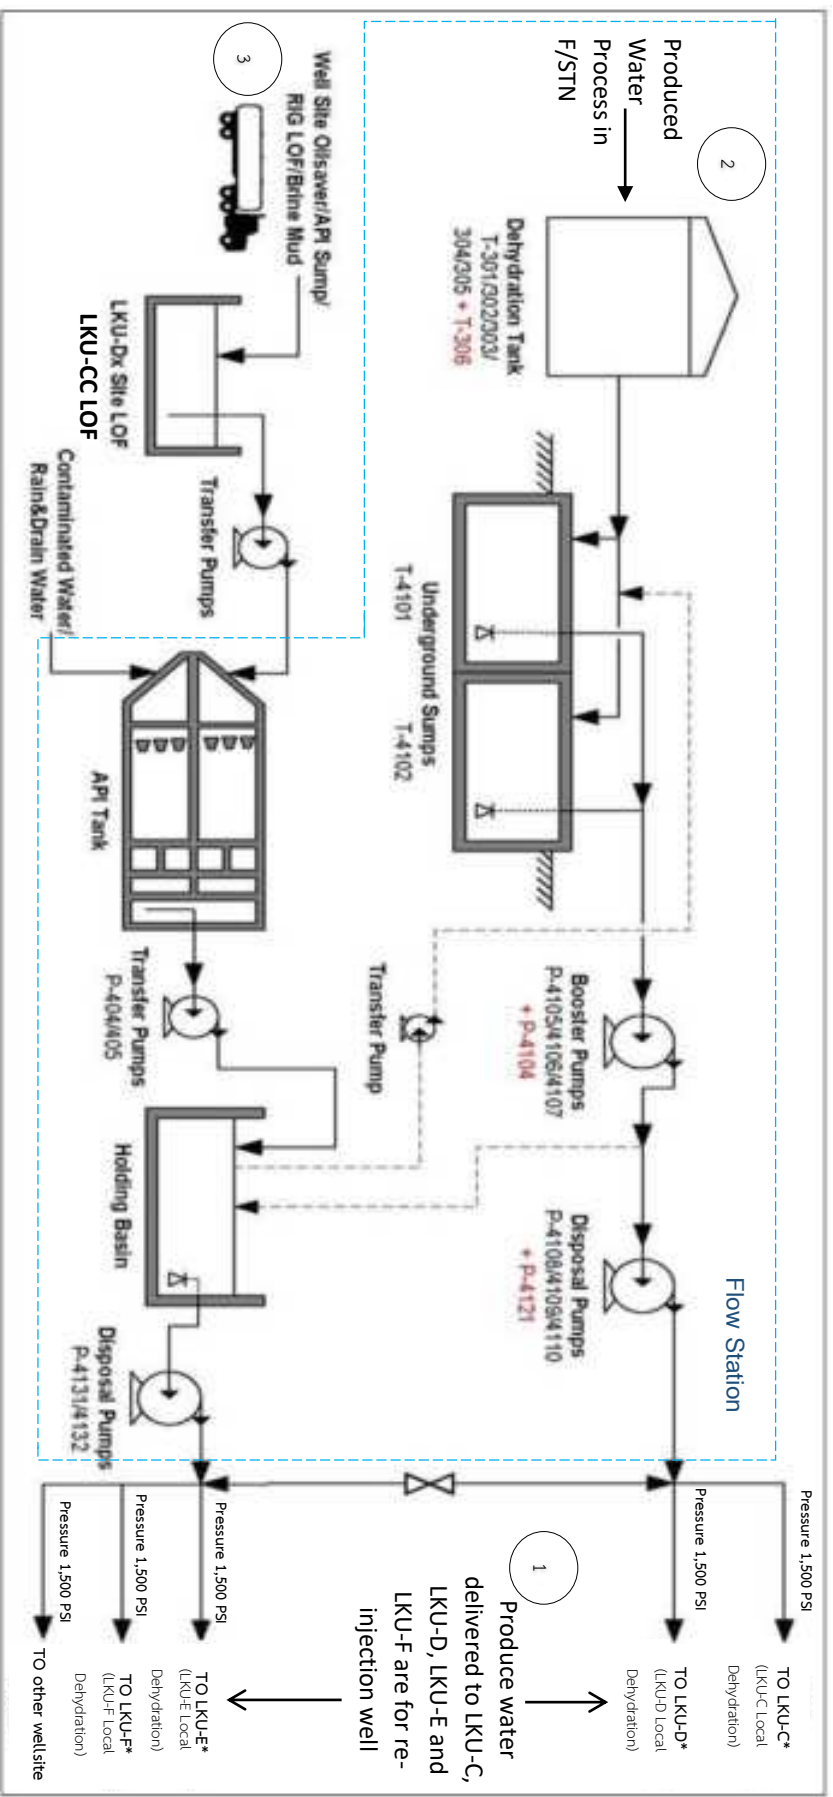 Flow Station
2
Produced
Water
Process in
F/STN
Dehydration Tank
T-301/302/303/
304/305 + T-306
Underground Sumps
T-4101 T-4102
Booster Pumps
P-4105/4106/4107
+ P-4104
Disposal Pumps
P-4108/4109/4110
+ P-4121
Transfer Pump
3
Well Site Oilsaver/API Sump/
RIG LOF/Brine Mud
LKU-Dx Site LOF
LKU-CC LOF
Transfer Pumps
Contaminated Water/
Rain&Drain Water
API Tank
Transfer Pumps
P-404/405
Holding Basin
Disposal Pumps
P-4131/4132
Pressure 1,500 PSI
TO LKU-C*
(LKU-C Local
Dehydration)
Pressure 1,500 PSI
TO LKU-D*
(LKU-D Local
Dehydration)
1
Produce water
delivered to LKU-C,
LKU-D, LKU-E and
LKU-F are for re-
injection well
Pressure 1,500 PSI
TO LKU-E*
(LKU-E Local
Dehydration)
Pressure 1,500 PSI
TO LKU-F*
(LKU-F Local
Dehydration)
Pressure 1,500 PSI
TO other wellsite